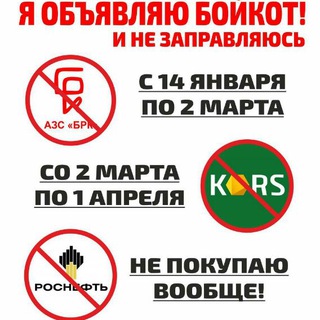 Я ОБЪЯВЛЯЮ БОЙКОТ!
И НЕ ЗАПРАВЛЯЮСЬ
БРК
АЗС «БРК
С 14 ЯНВАРЯ
ПО 2 МАРТА
СО 2 МАРТА
ПО 1 АПРЕЛЯ
KARS
РОСНЕФТЬ
НЕ ПОКУПАЮ
ВООБЩЕ!